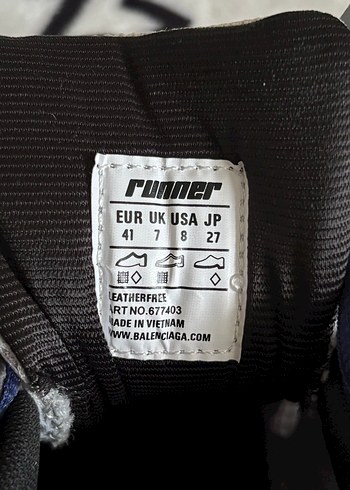 runner
EUR UK USA JP
41 7 8 27
LEATHERFREE
ART NO.677403
MADE IN VIETNAM
WWW.BALENCIAGA.COM